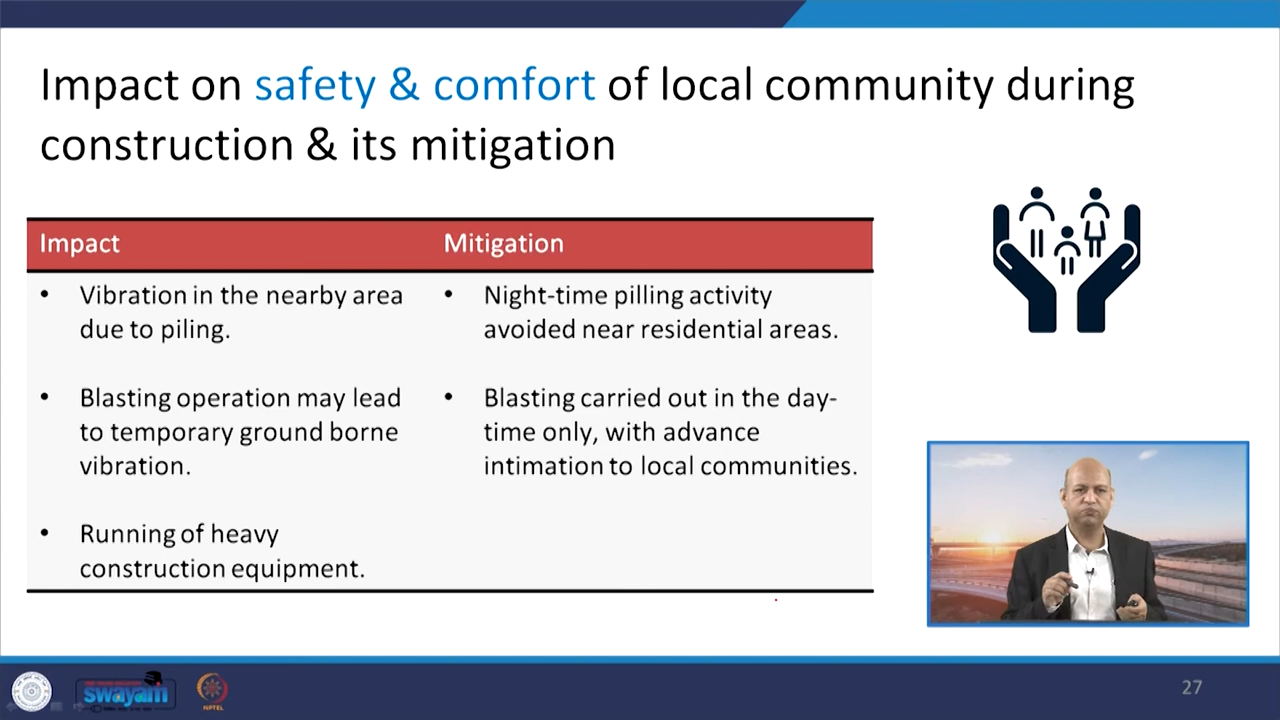 Impact on safety & comfort of local community during
construction & its mitigation
Impact
Mitigation
• Vibration in the nearby area
due to piling.
• Night-time pilling activity
avoided near residential areas.
• Blasting operation may lead
to temporary ground borne
vibration.
• Blasting carried out in the day-
time only, with advance
intimation to local communities.
• Running of heavy
construction equipment.
swayam
NPTEL
27